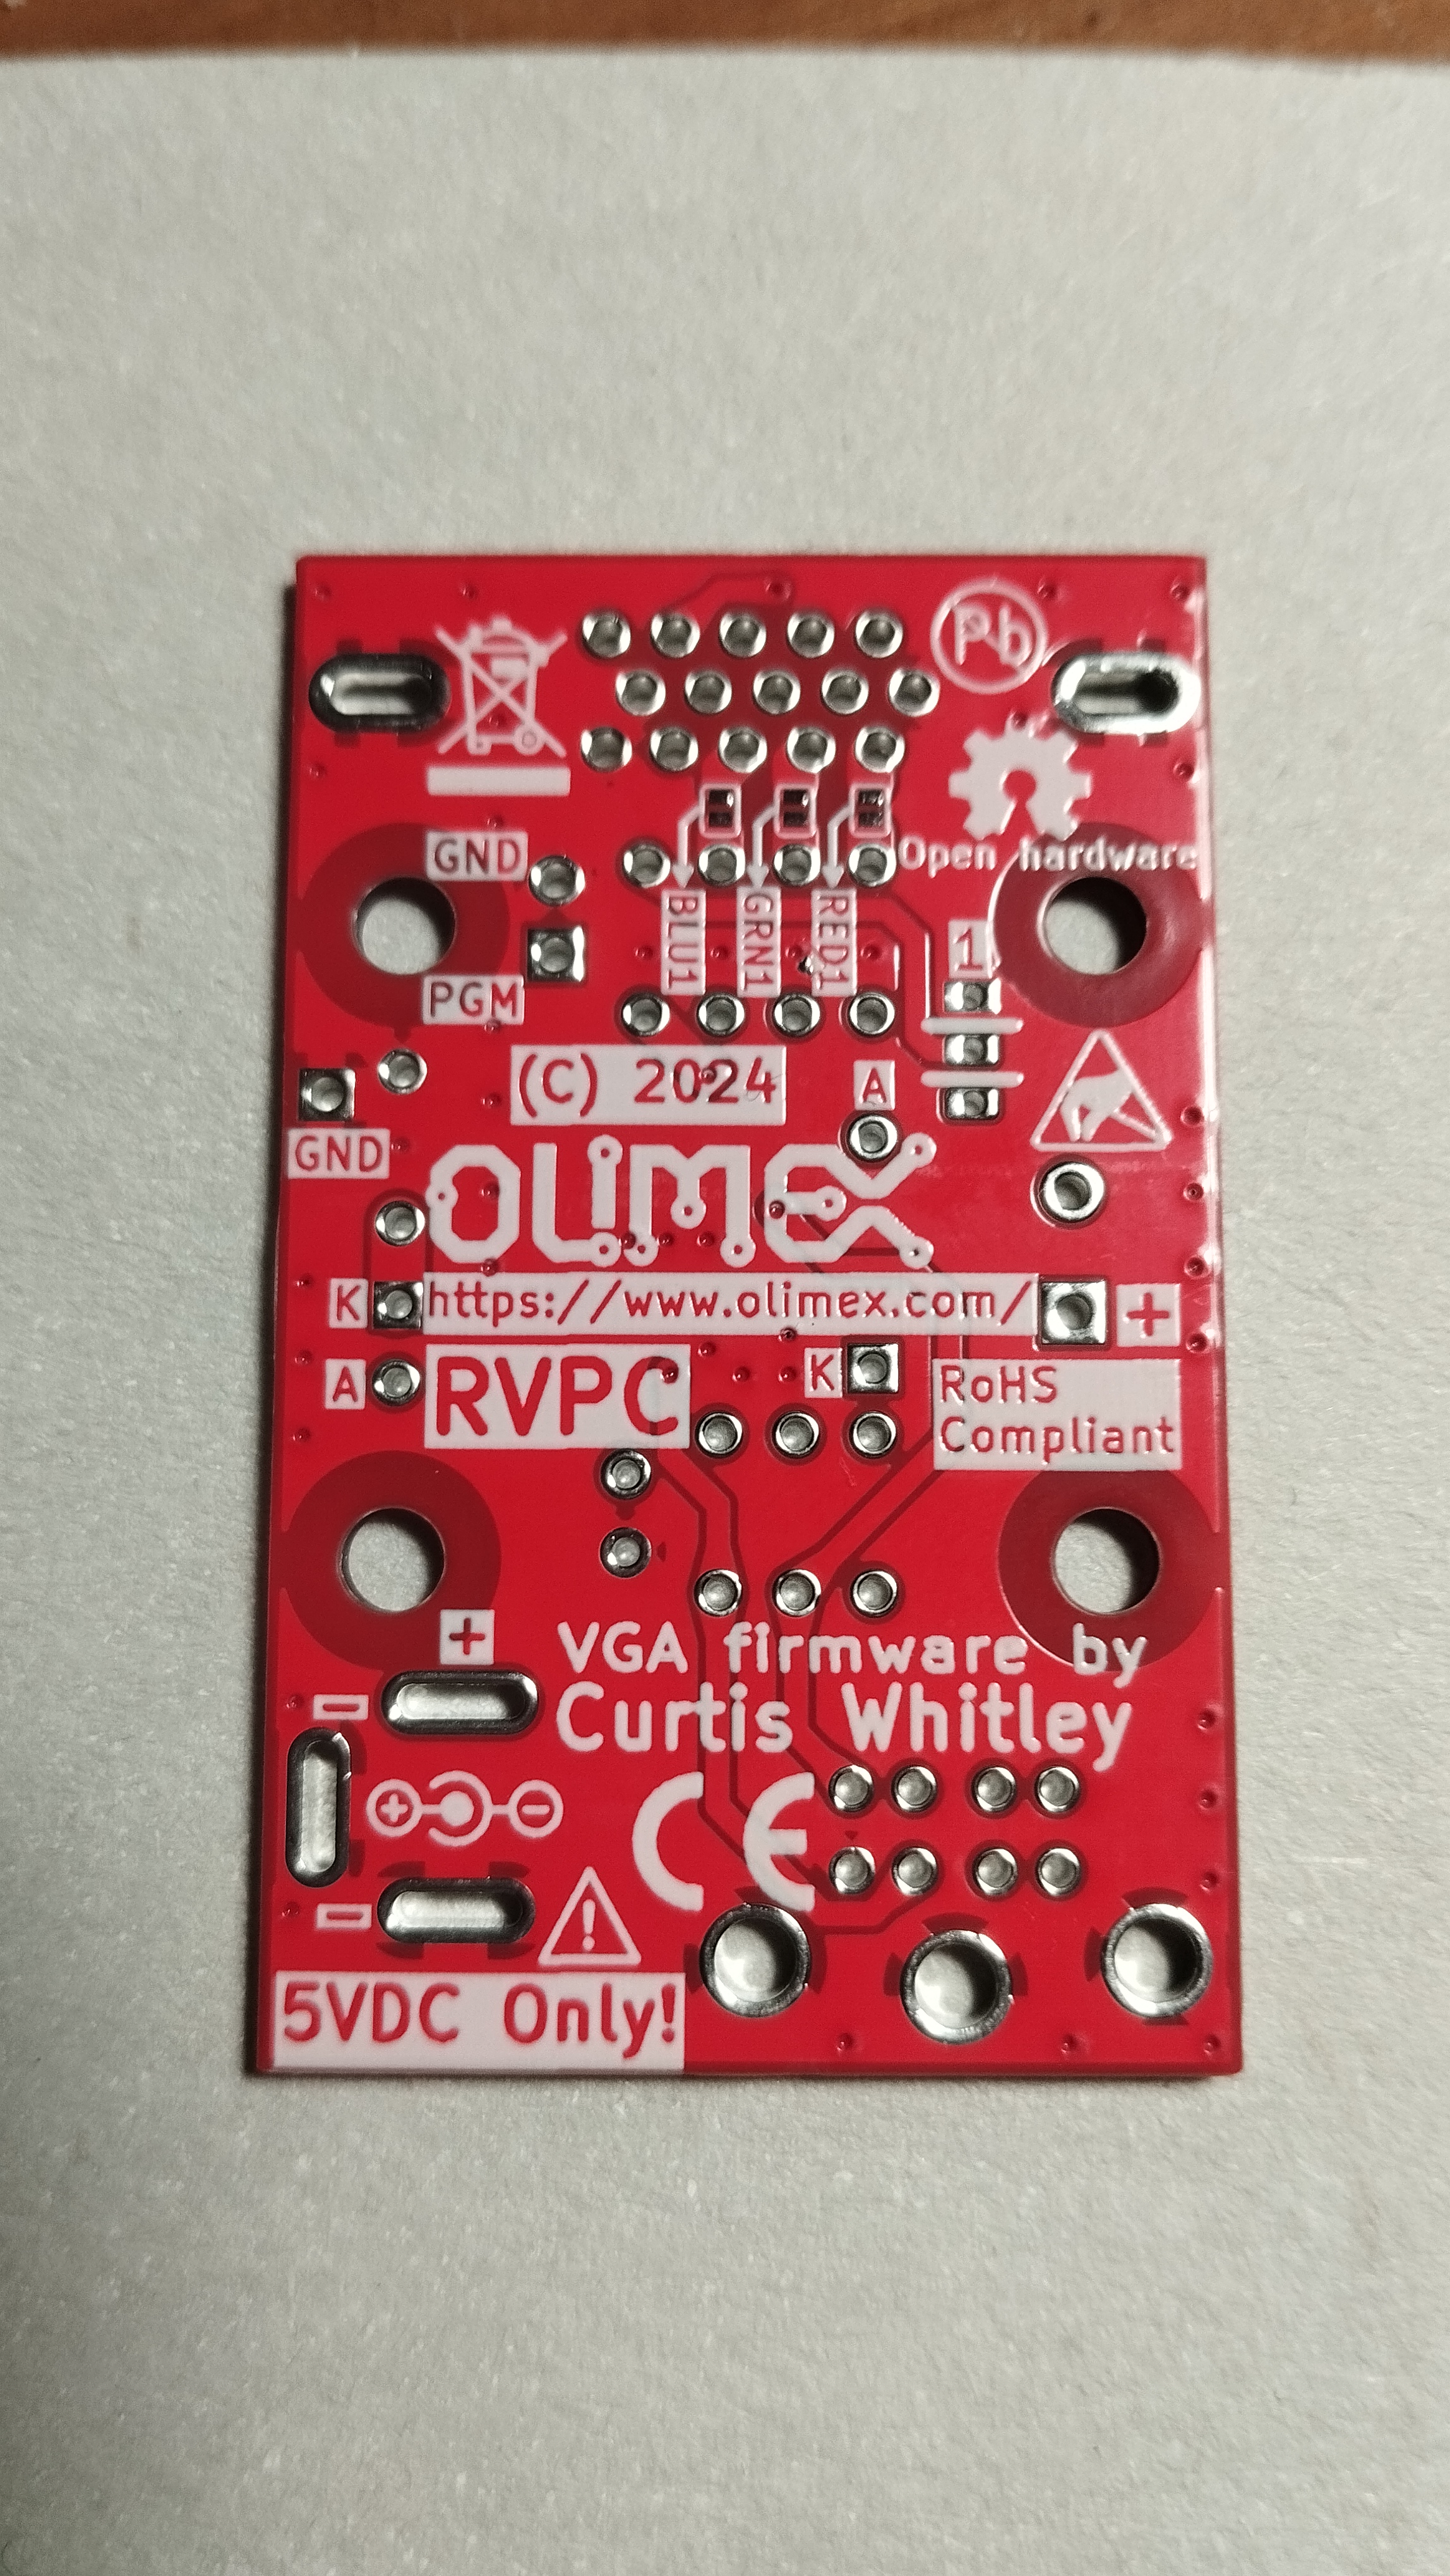 Pb
Open hardware
GND
BLU1
GRN1
RED1
1
PGM
(C) 2024
A
GND
OLIMEX
K
https://www.olimex.com/
+
A
RVPC
K
RoHS
Compliant
+
VGA firmware by
Curtis Whitley
CE
5VDC Only!